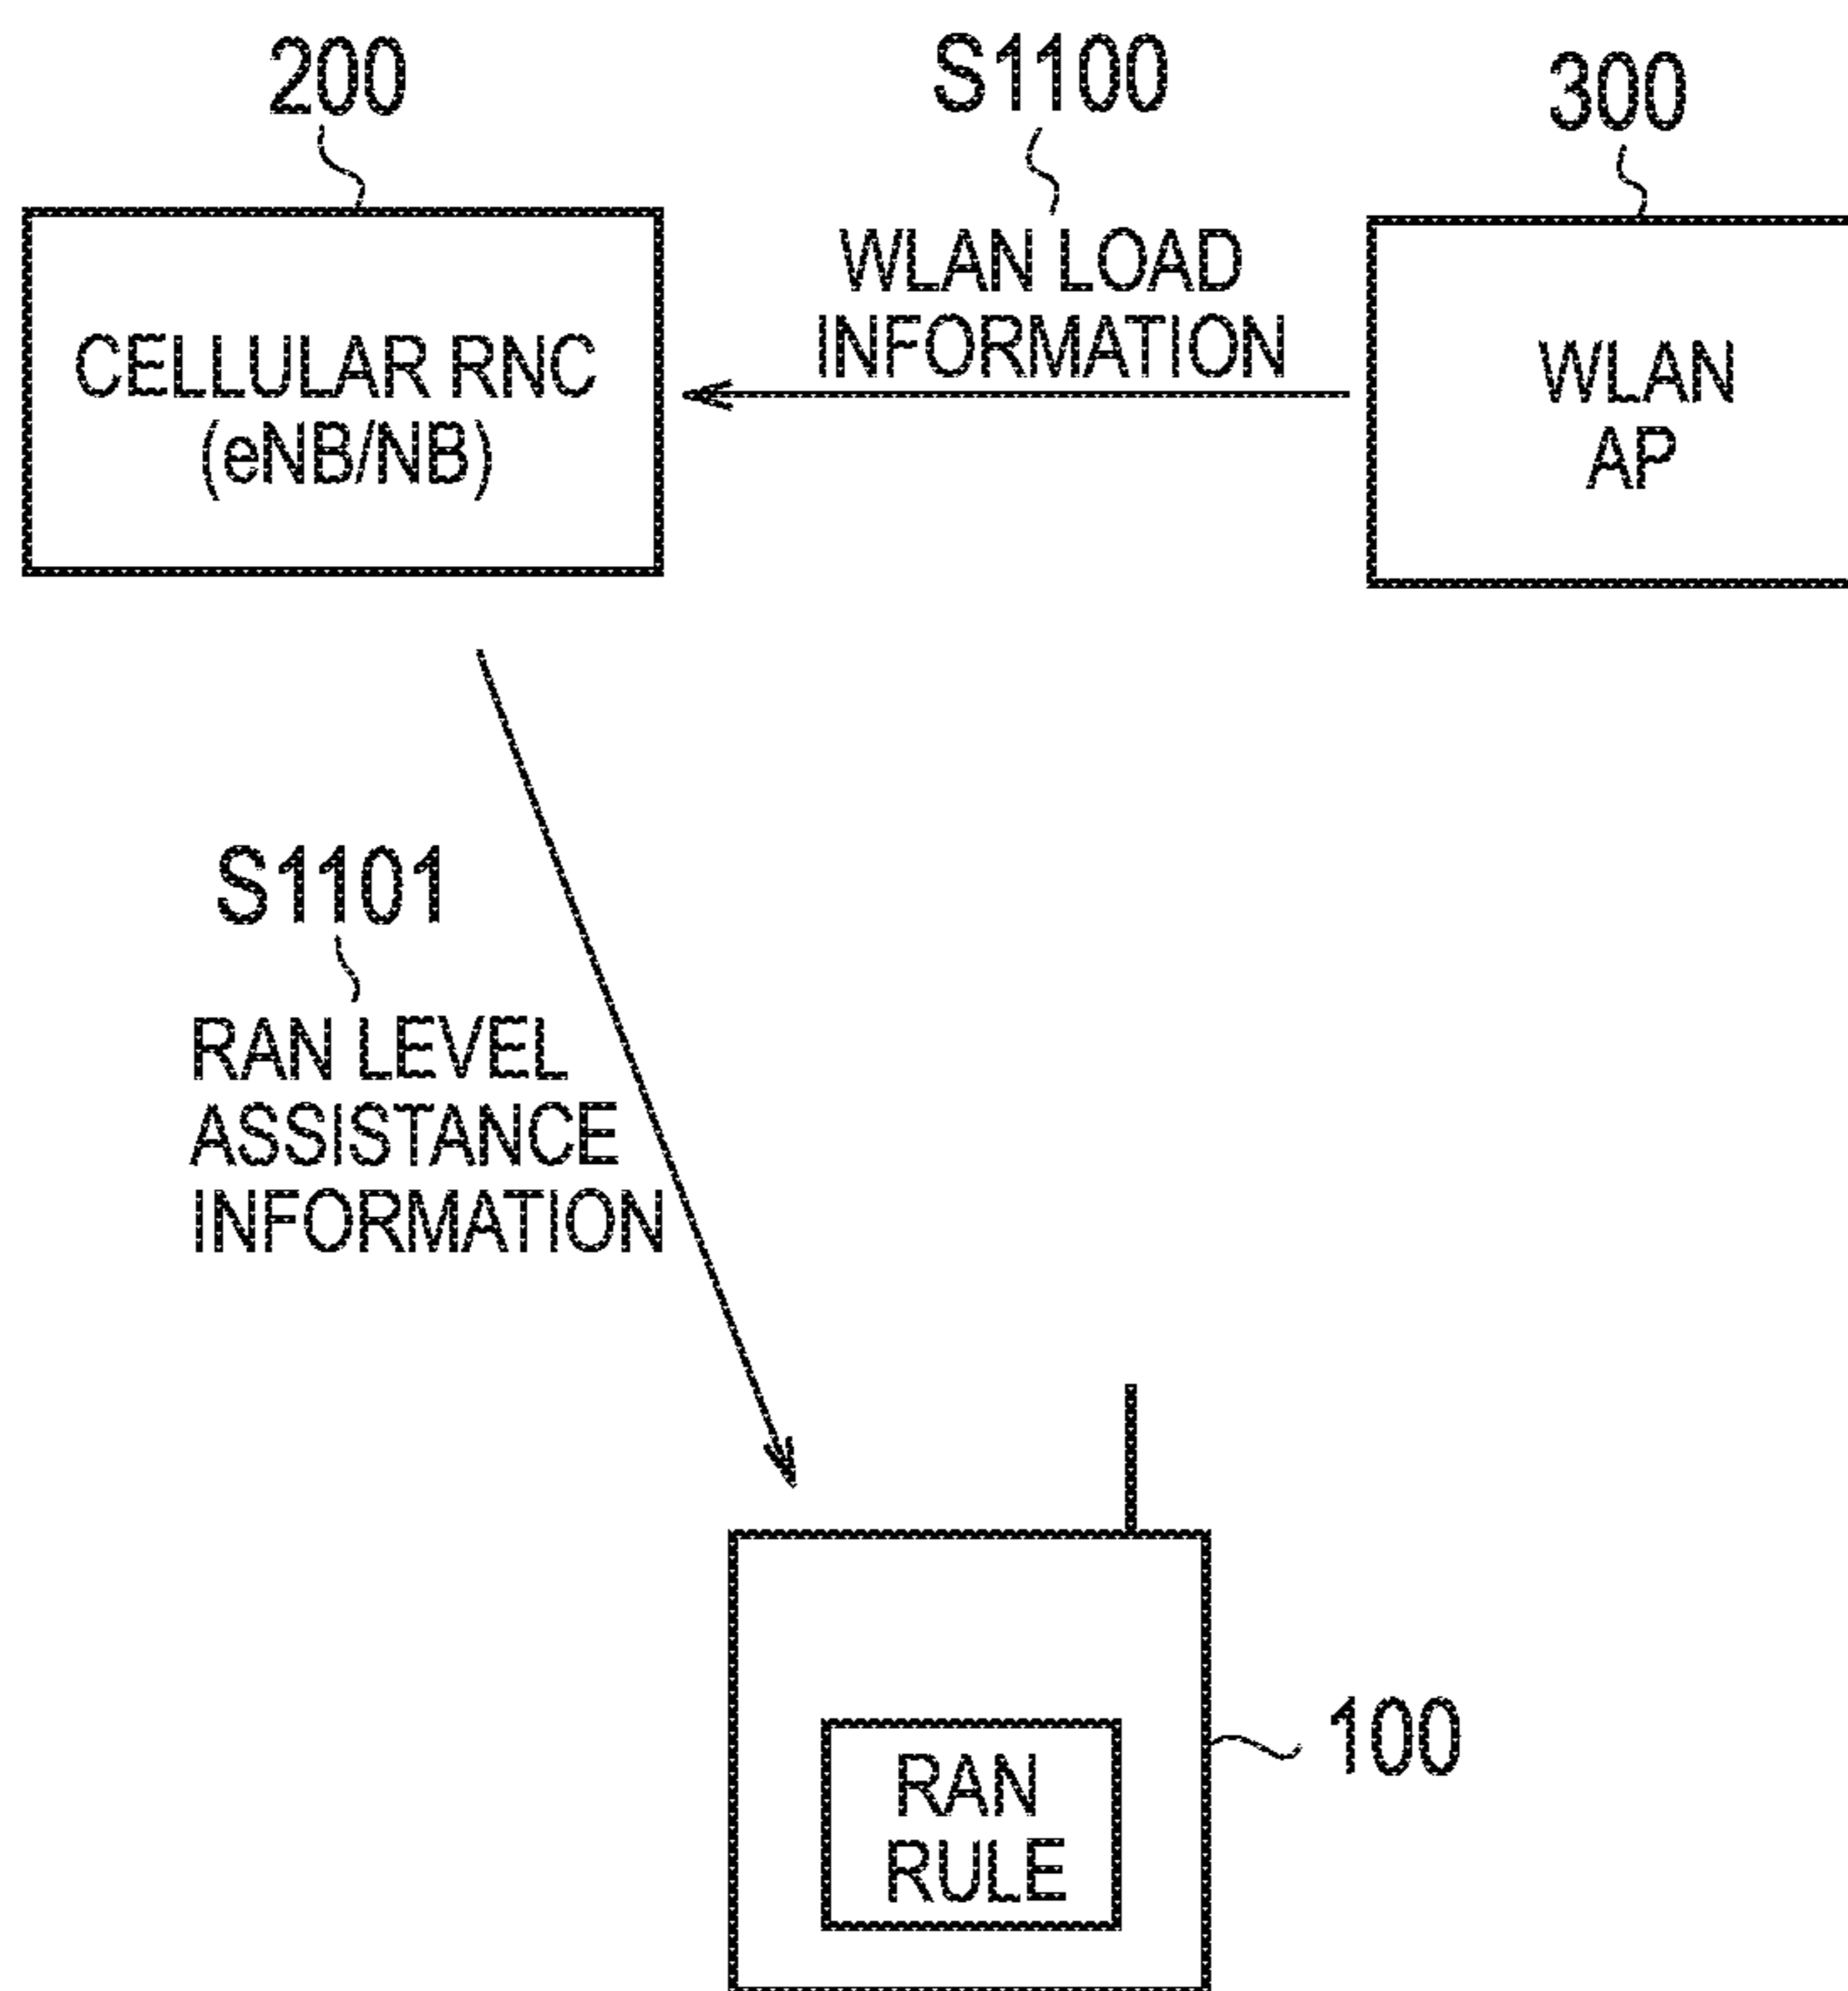 200
S1100
300
CELLULAR RNC
(eNB/NB)
WLAN LOAD
INFORMATION
WLAN
AP
S1101
RAN LEVEL
ASSISTANCE
INFORMATION
RAN
RULE
100